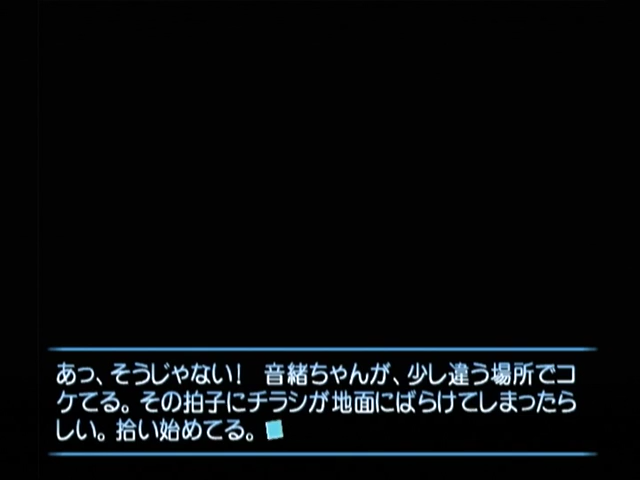 あっ、そうじゃない！　音緒ちゃんが、少し違う場所でコ
ケてる。その拍子にチラシが地面にばらけてしまったら
しい。拾い始めてる。